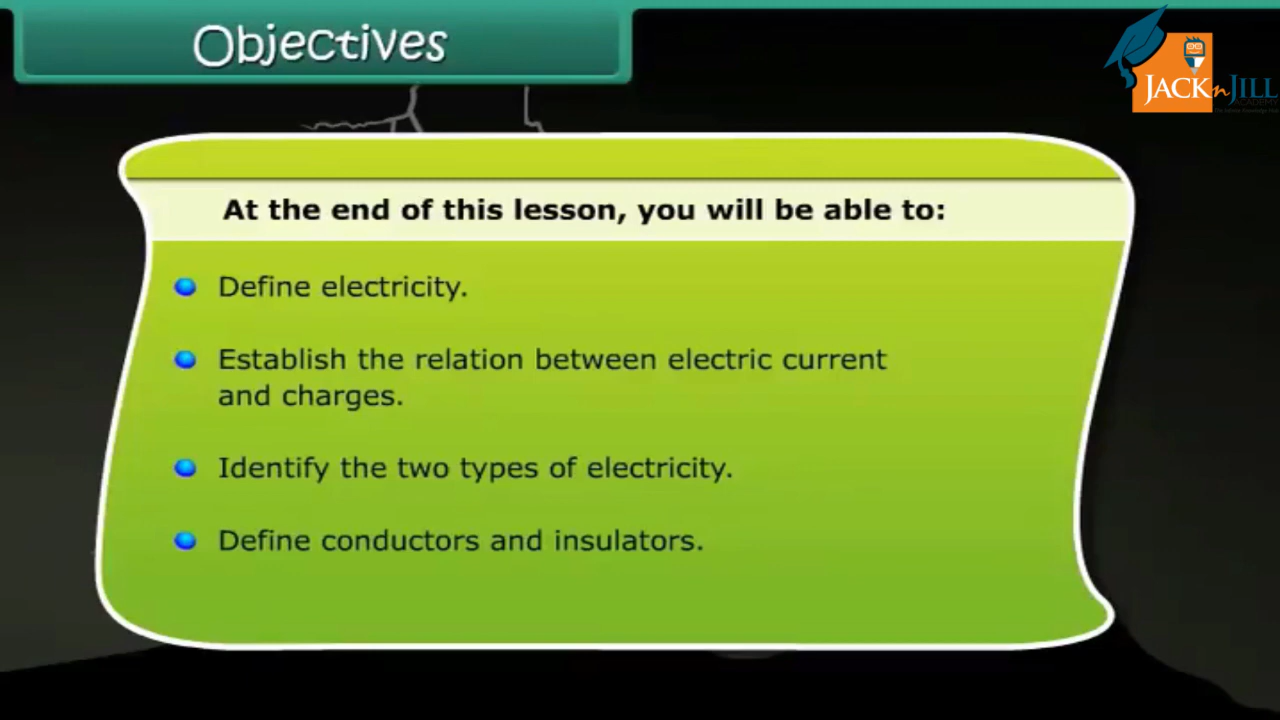 Objectives
JACK n JILL
ACADEMY
At the end of this lesson, you will be able to:
Define electricity.
Establish the relation between electric current
and charges.
Identify the two types of electricity.
Define conductors and insulators.